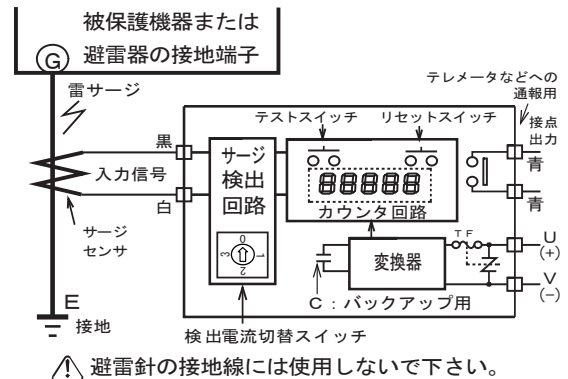 被保護機器または
避雷器の接地端子
G
雷サージ
テレメータなどへの
通報用
テストスイッチ
リセットスイッチ
接点
出力
黒
サージ
検出
回路
入力信号
青
88888
白
カウンタ回路
青
サージ
センサ
0
1
2
3
変換器
TF
U
(+)
V
(−)
C：バックアップ用
E
接地
検出電流切替スイッチ
避雷針の接地線には使用しないで下さい。